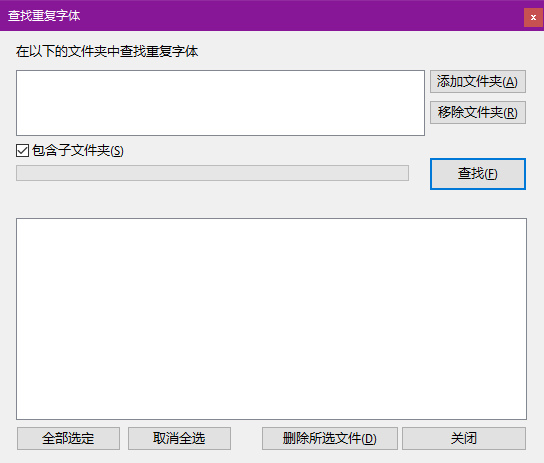 查找重复字体
x
在以下的文件夹中查找重复字体
添加文件夹(A)
移除文件夹(R)
包含子文件夹(S)
查找(F)
全部选定
取消全选
删除所选文件(D)
关闭